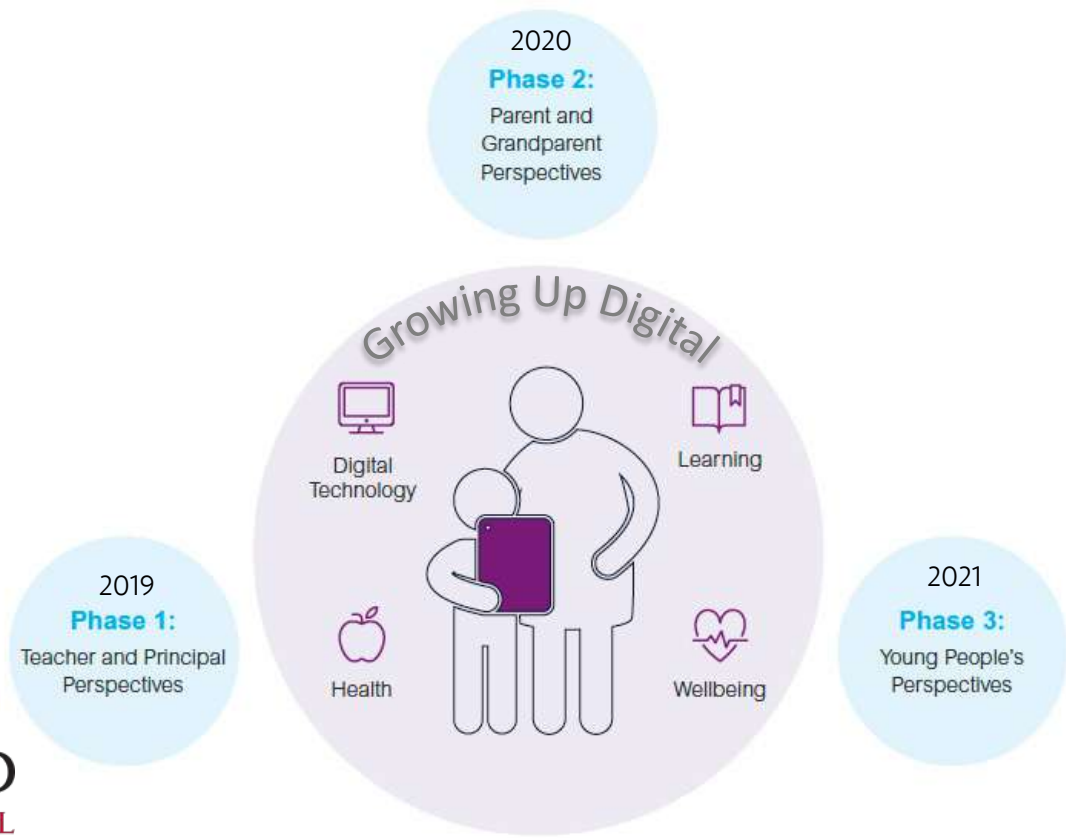 2020
Phase 2:
Parent and
Grandparent
Perspectives
Growing Up Digital
Digital
Technology
Learning
2019
Phase 1:
Teacher and Principal
Perspectives
Health
Wellbeing
2021
Phase 3:
Young People's
Perspectives